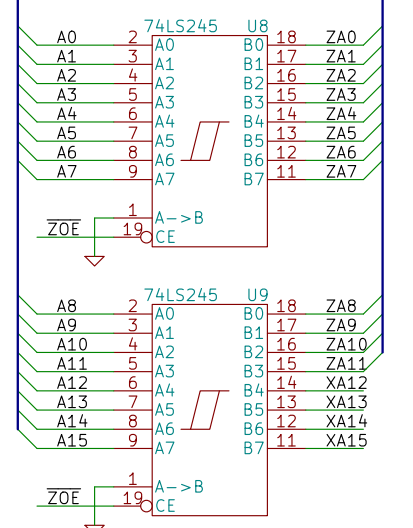 74LS245 U8
A0 2 A0 B0 18 ZA0
A1 3 A1 B1 17 ZA1
A2 4 A2 B2 16 ZA2
A3 5 A3 B3 15 ZA3
A4 6 A4 B4 14 ZA4
A5 7 A5 B5 13 ZA5
A6 8 A6 B6 12 ZA6
A7 9 A7 B7 11 ZA7
1 A->B
ZOE 19 CE
74LS245 U9
A8 2 A0 B0 18 ZA8
A9 3 A1 B1 17 ZA9
A10 4 A2 B2 16 ZA10
A11 5 A3 B3 15 ZA11
A12 6 A4 B4 14 XA12
A13 7 A5 B5 13 XA13
A14 8 A6 B6 12 XA14
A15 9 A7 B7 11 XA15
1 A->B
ZOE 19 CE